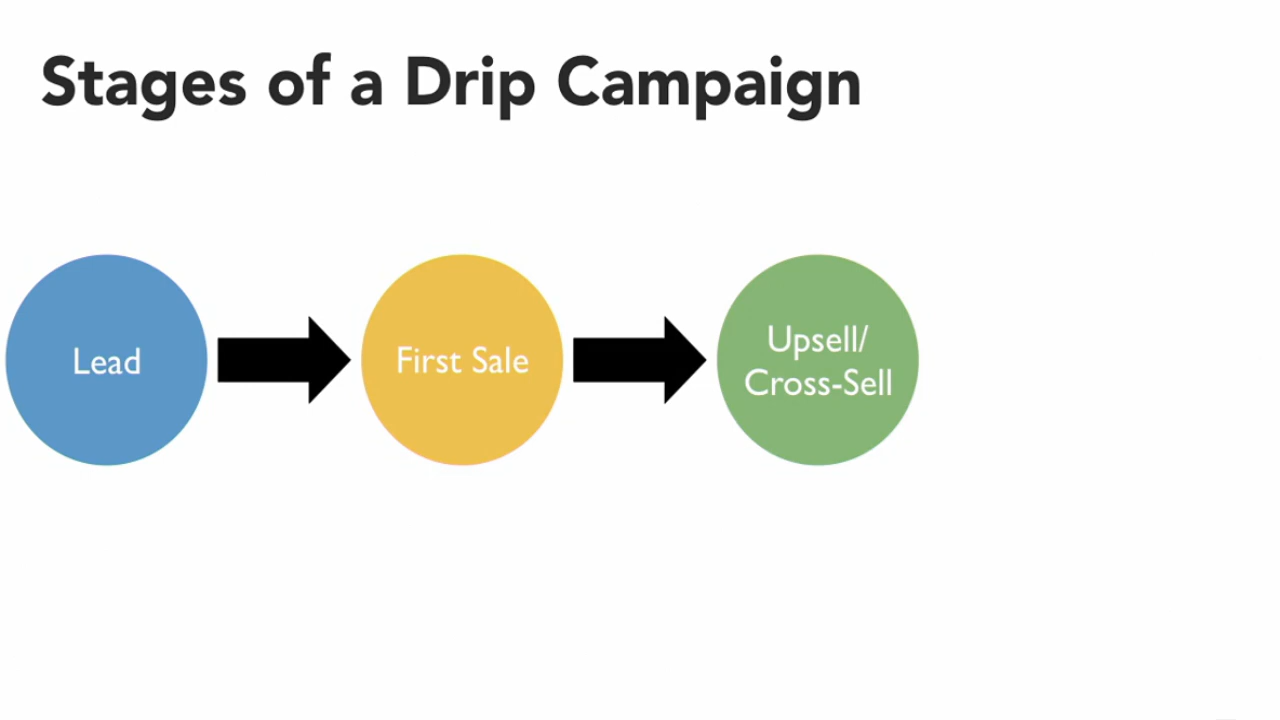 Stages of a Drip Campaign
Lead
First Sale
Upsell/
Cross-Sell